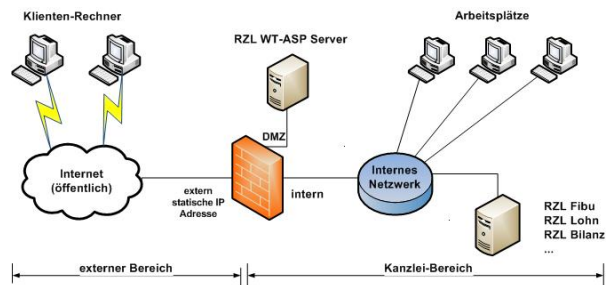 Klienten-Rechner
RZL WT-ASP Server
Arbeitsplätze
DMZ
Internet
(öffentlich)
extern
statische IP
Adresse
intern
Internes
Netzwerk
RZL Fibu
RZL Lohn
RZL Bilanz
...
externer Bereich
Kanzlei-Bereich